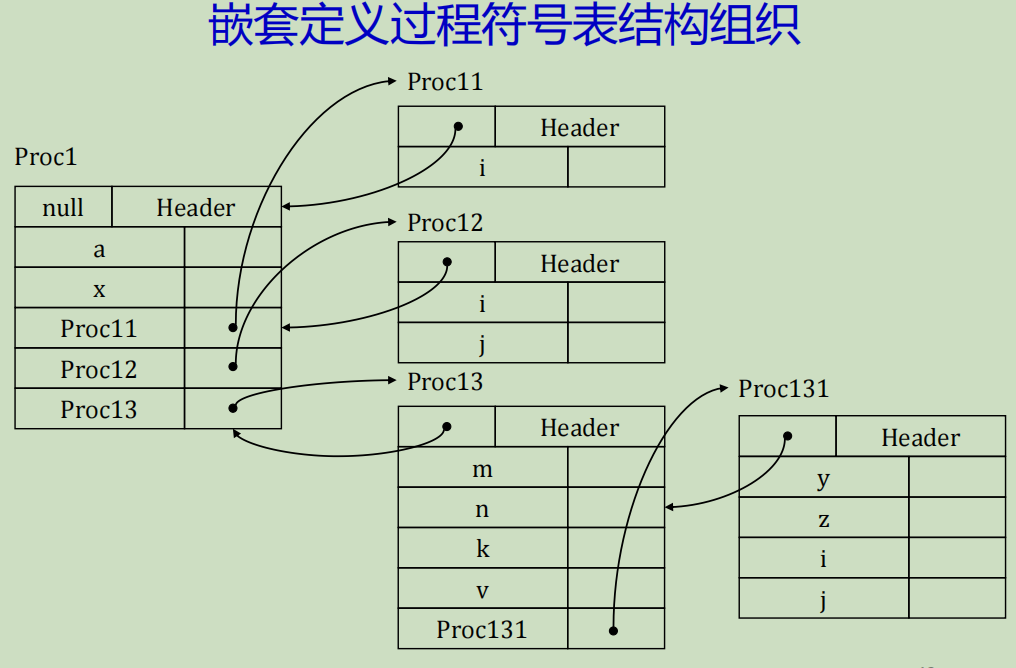 嵌套定义过程符号表结构组织
Proc1
null Header
a
x
Proc11
Proc12
Proc13
Proc11
Header
i
Proc12
Header
i
j
Proc13
Header
m
n
k
v
Proc131
Proc131
Header
y
z
i
j